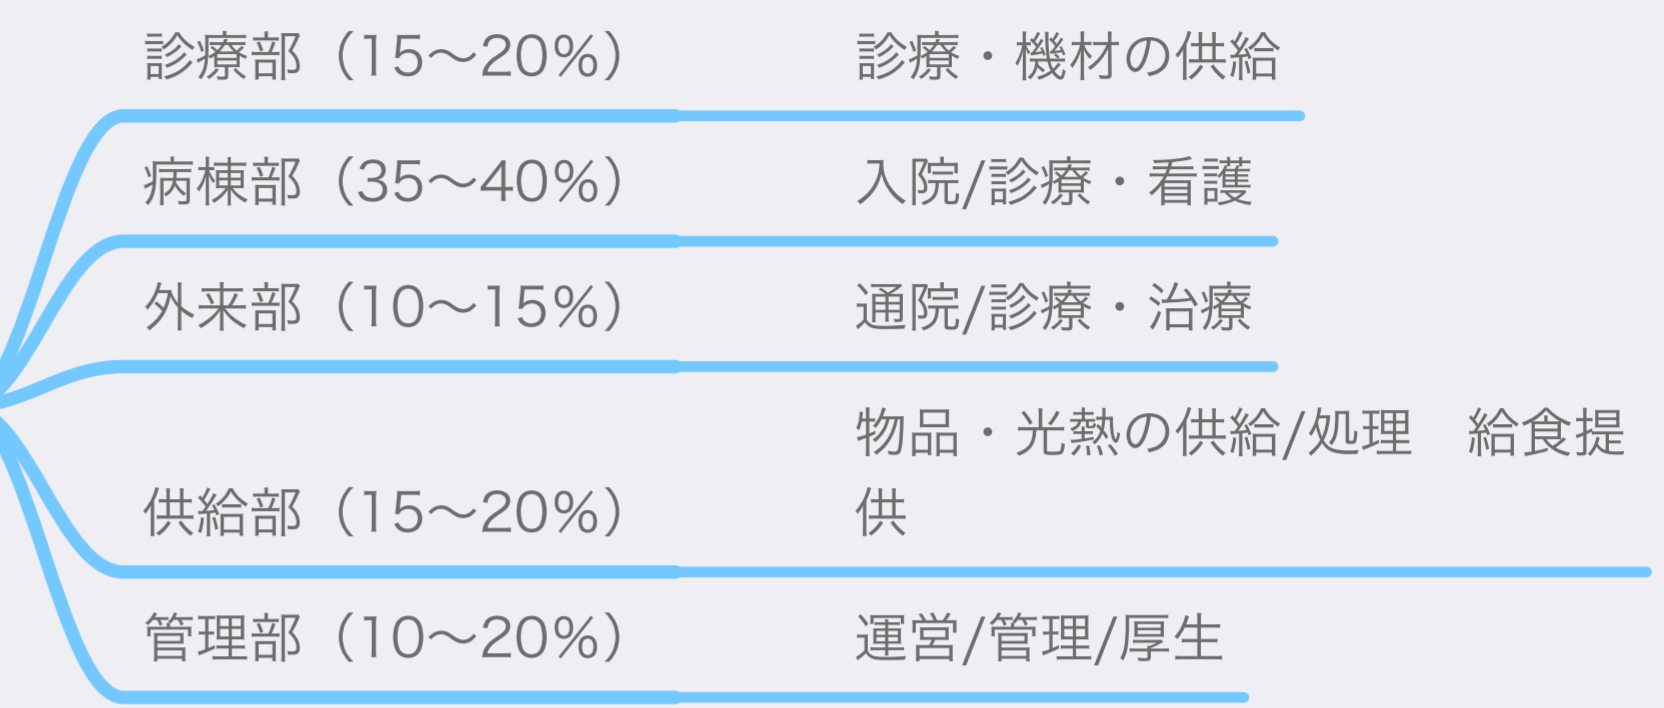 診療部（15〜20%）　診療・機材の供給
病棟部（35〜40%）　入院/診療・看護
外来部（10〜15%）　通院/診療・治療
物品・光熱の供給/処理　給食提
供給部（15〜20%）　供
管理部（10〜20%）　運営/管理/厚生